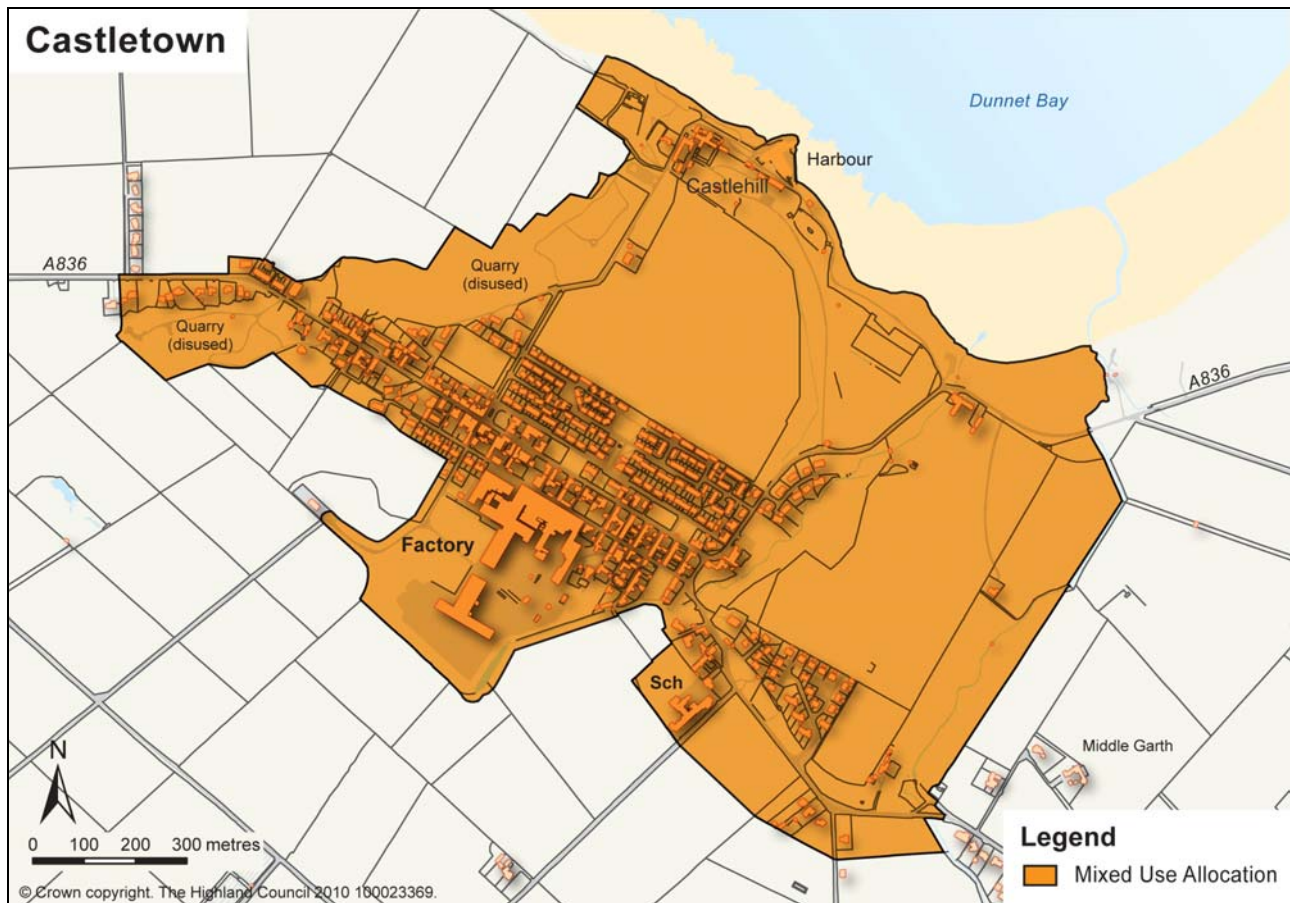 Castletown
Dunnet Bay
Harbour
Castlehill
A836
Quarry
(disused)
Quarry
(disused)
A836
Factory
Sch
Middle Garth
N
0 100 200 300 metres
Legend
Mixed Use Allocation
© Crown copyright. The Highland Council 2010 100023369.